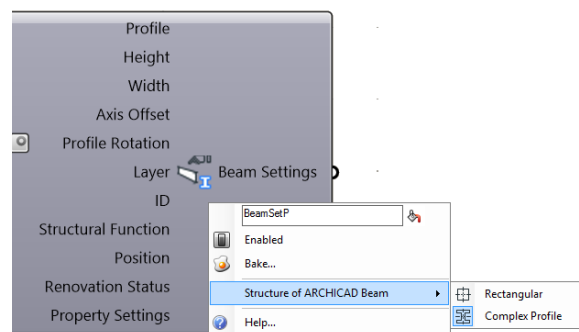 Profile
Height
Width
Axis Offset
Profile Rotation
Layer
Beam Settings
ID
Structural Function
Position
Renovation Status
Property Settings
BeamSetP
Enabled
Bake...
Structure of ARCHICAD Beam
Help...
Rectangular
Complex Profile